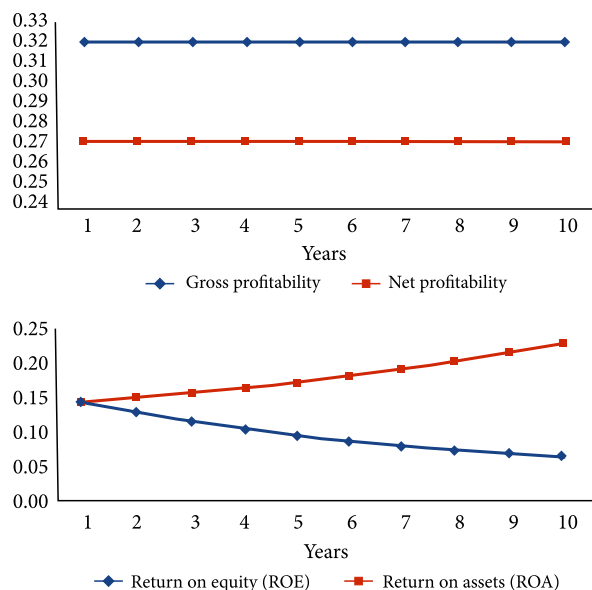 0.33
0.32
0.31
0.30
0.29
0.28
0.27
0.26
0.25
0.24
1 2 3 4 5 6 7 8 9 10
Years
Gross profitability Net profitability
0.25
0.20
0.15
0.10
0.05
0.00
1 2 3 4 5 6 7 8 9 10
Years
Return on equity (ROE) Return on assets (ROA)